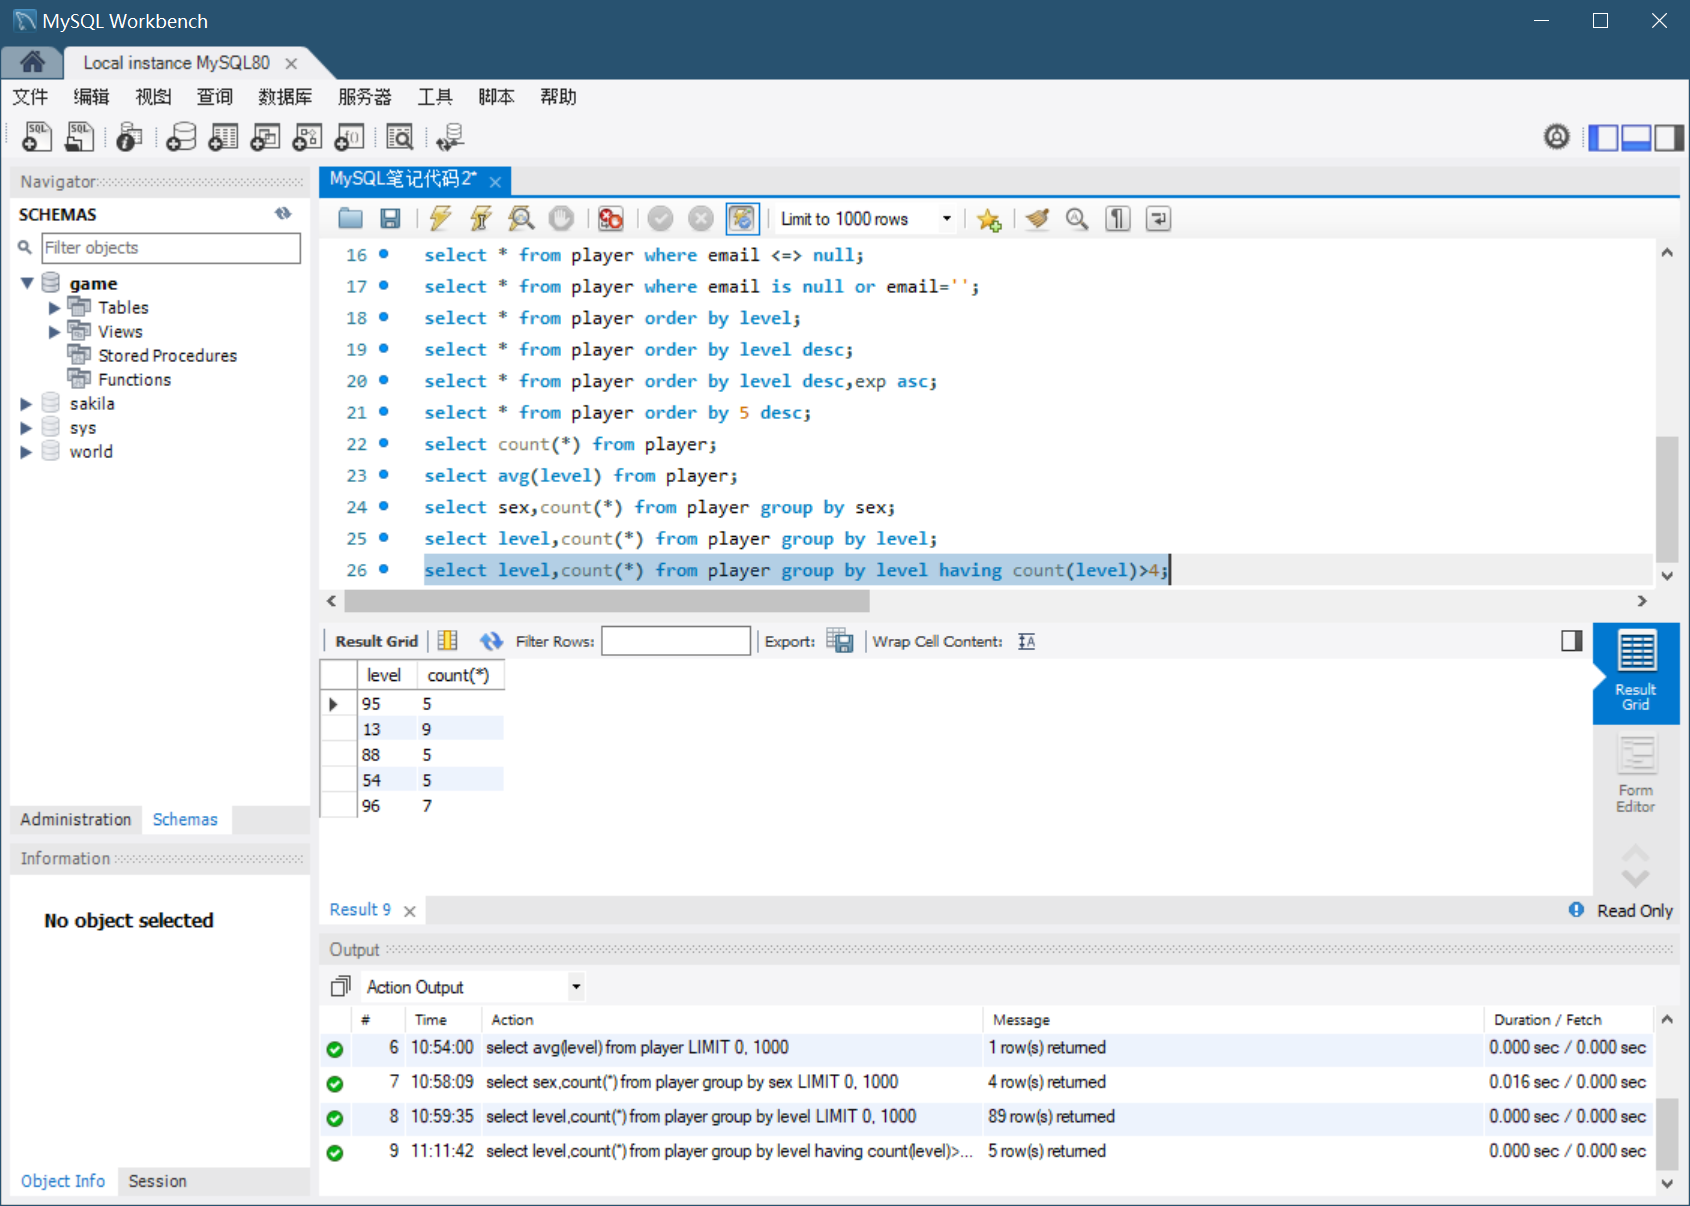 MySQL Workbench
Local instance MySQL80
文件 编辑 视图 查询 数据库 服务器 工具 脚本 帮助
Navigator
SCHEMAS
Filter objects
game
Tables
Views
Stored Procedures
Functions
sakila
sys
world
Administration Schemas
Information
No object selected
Object Info Session
MySQL笔记代码2*
Limit to 1000 rows
16 select * from player where email <=> null;
17 select * from player where email is null or email='';
18 select * from player order by level;
19 select * from player order by level desc;
20 select * from player order by level desc,exp asc;
21 select * from player order by 5 desc;
22 select count(*) from player;
23 select avg(level) from player;
24 select sex,count(*) from player group by sex;
25 select level,count(*) from player group by level;
26 select level,count(*) from player group by level having count(level)>4;
Result Grid Filter Rows: Export: Wrap Cell Content:
level count(*)
95 5
13 9
88 5
54 5
96 7
Result
Grid
Form
Editor
Result 9
Read Only
Output
Action Output
# Time Action Message Duration / Fetch
6 10:54:00 select avg(level) from player LIMIT 0, 1000 1 row(s) returned 0.000 sec / 0.000 sec
7 10:58:09 select sex,count(*) from player group by sex LIMIT 0, 1000 4 row(s) returned 0.016 sec / 0.000 sec
8 10:59:35 select level,count(*) from player group by level LIMIT 0, 1000 89 row(s) returned 0.000 sec / 0.000 sec
9 11:11:42 select level,count(*) from player group by level having count(level)>... 5 row(s) returned 0.000 sec / 0.000 sec